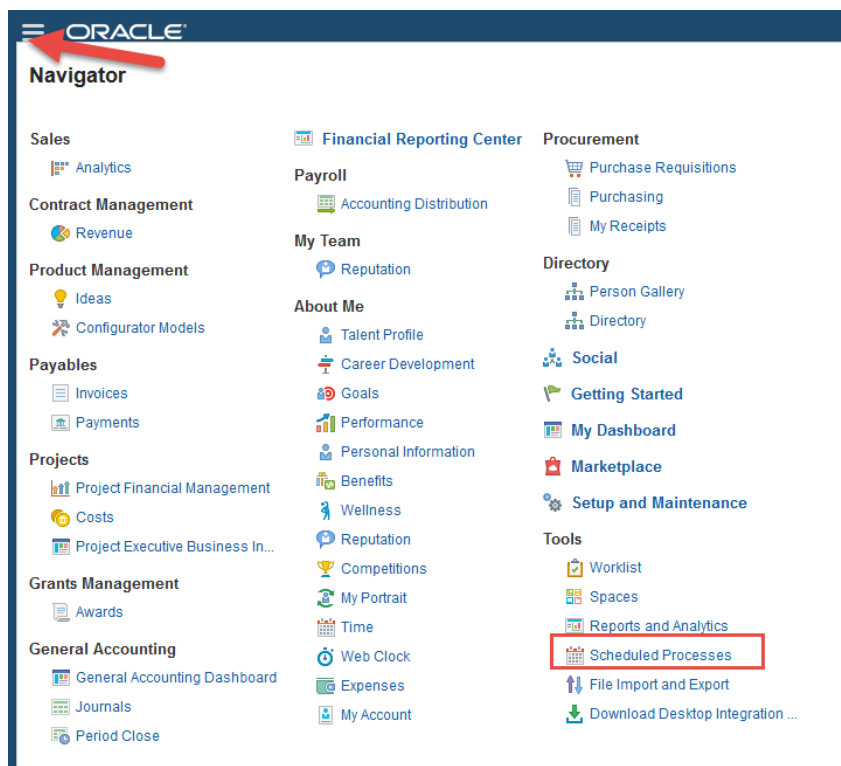 ORACLE
Navigator
Sales
Analytics
Contract Management
Revenue
Product Management
Ideas
Configurator Models
Payables
Invoices
Payments
Projects
Project Financial Management
Costs
Project Executive Business In...
Grants Management
Awards
General Accounting
General Accounting Dashboard
Journals
Period Close
Financial Reporting Center
Payroll
Accounting Distribution
My Team
Reputation
About Me
Talent Profile
Career Development
Goals
Performance
Personal Information
Benefits
Wellness
Reputation
Competitions
My Portrait
Time
Web Clock
Expenses
My Account
Procurement
Purchase Requisitions
Purchasing
My Receipts
Directory
Person Gallery
Directory
Social
Getting Started
My Dashboard
Marketplace
Setup and Maintenance
Tools
Worklist
Spaces
Reports and Analytics
Scheduled Processes
File Import and Export
Download Desktop Integration ...